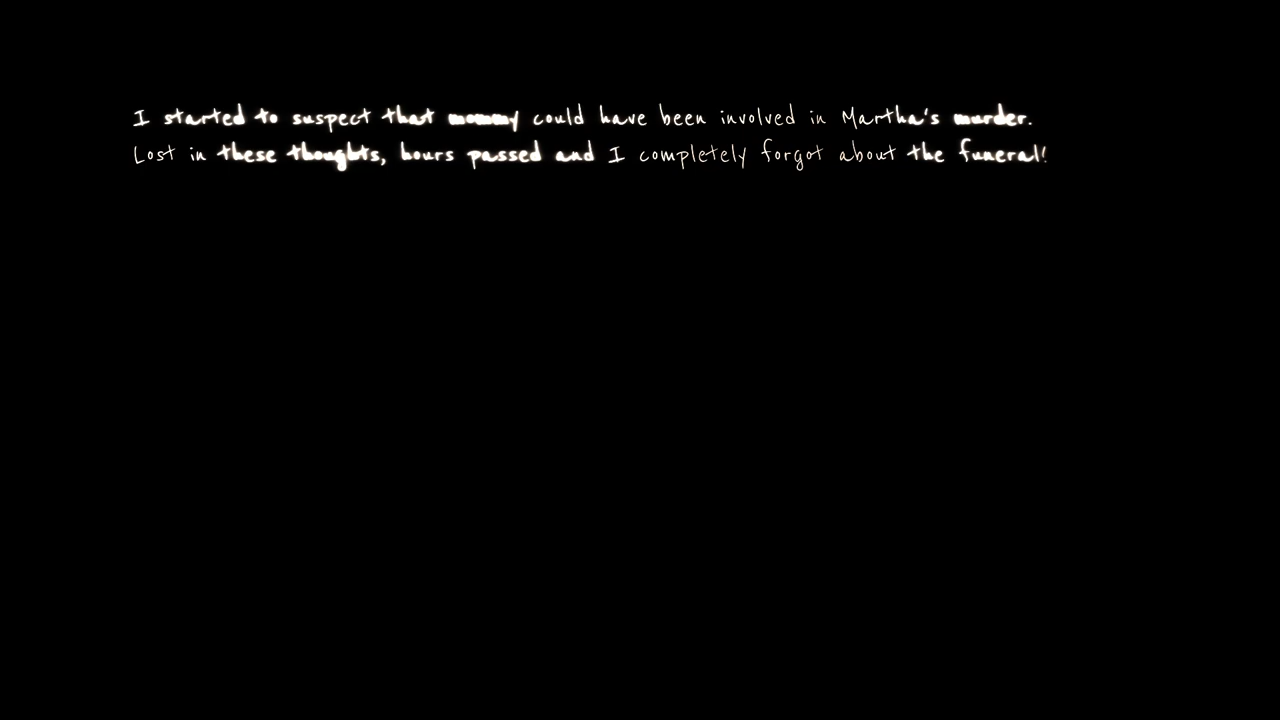 I started to suspect that mommy could have been involved in Martha's murder.
Lost in these thoughts, hours passed and I completely forgot about the funeral!